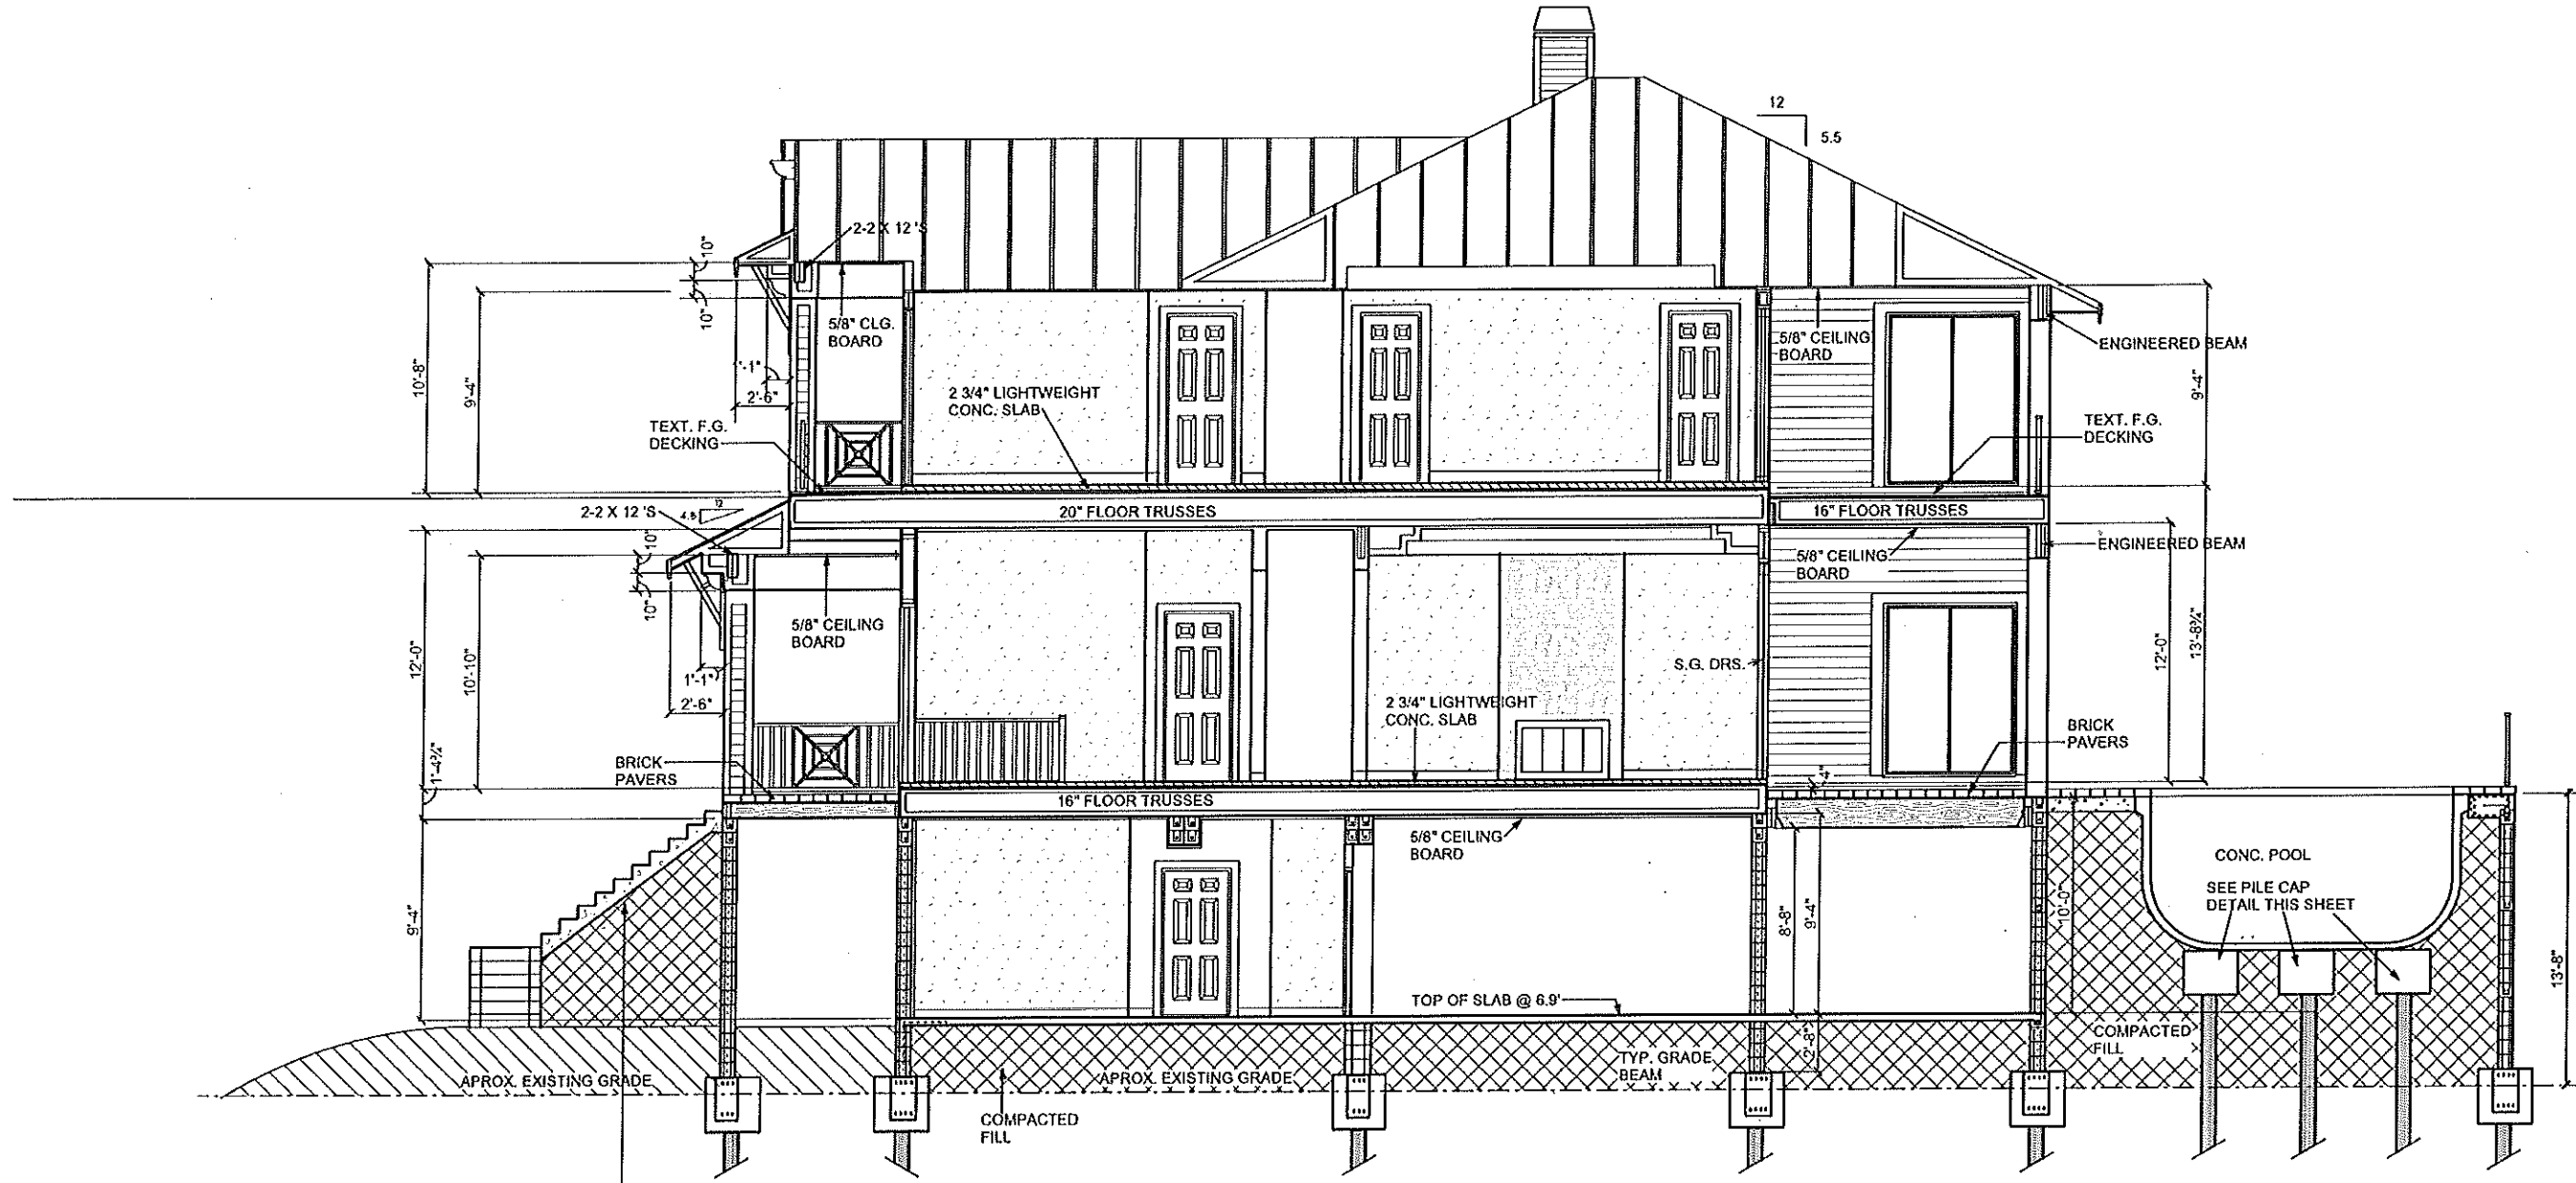 12
5.5
2-2 X 12 'S
10"
10"
10'-8"
9'-4"
5/8" CLG.
BOARD
2'-6"
2 3/4" LIGHTWEIGHT
CONC. SLAB
TEXT. F.G.
DECKING
5/8" CEILING
BOARD
ENGINEERED BEAM
9'-4"
TEXT. F.G.
DECKING
2-2 X 12 'S
12
4.5
20" FLOOR TRUSSES
16" FLOOR TRUSSES
10"
10"
12'-0"
10'-10"
5/8" CEILING
BOARD
1'-1"
2'-6"
5/8" CEILING
BOARD
ENGINEERED BEAM
S.G. DRS.
12'-0"
13'-8¾"
2 3/4" LIGHTWEIGHT
CONC. SLAB
BRICK
PAVERS
1'-4¾"
BRICK
PAVERS
4"
16" FLOOR TRUSSES
5/8" CEILING
BOARD
9'-4"
8'-8"
9'-4"
10'-0"
CONC. POOL
SEE PILE CAP
DETAIL THIS SHEET
13'-8"
TOP OF SLAB @ 6.9'
2'-8"
COMPACTED
FILL
TYP. GRADE
BEAM
APROX. EXISTING GRADE
APROX. EXISTING GRADE
COMPACTED
FILL